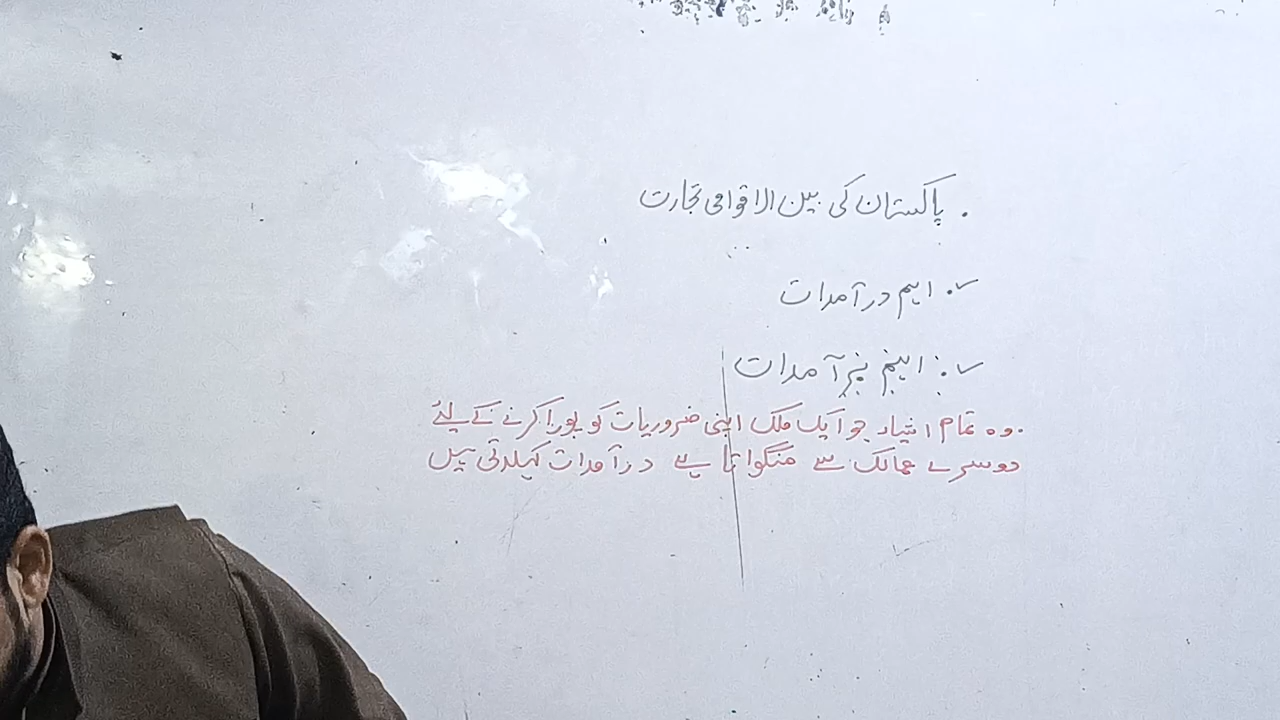 پاکستان کی بین الاقوامی تجارت
اہم درآمدات
اہم برآمدات
وہ تمام اشیاء جو ایک ملک اپنی ضروریات کو پورا کرنے کے لیے
دوسرے ممالک سے منگواتا ہے درآمدات کہلاتی ہیں